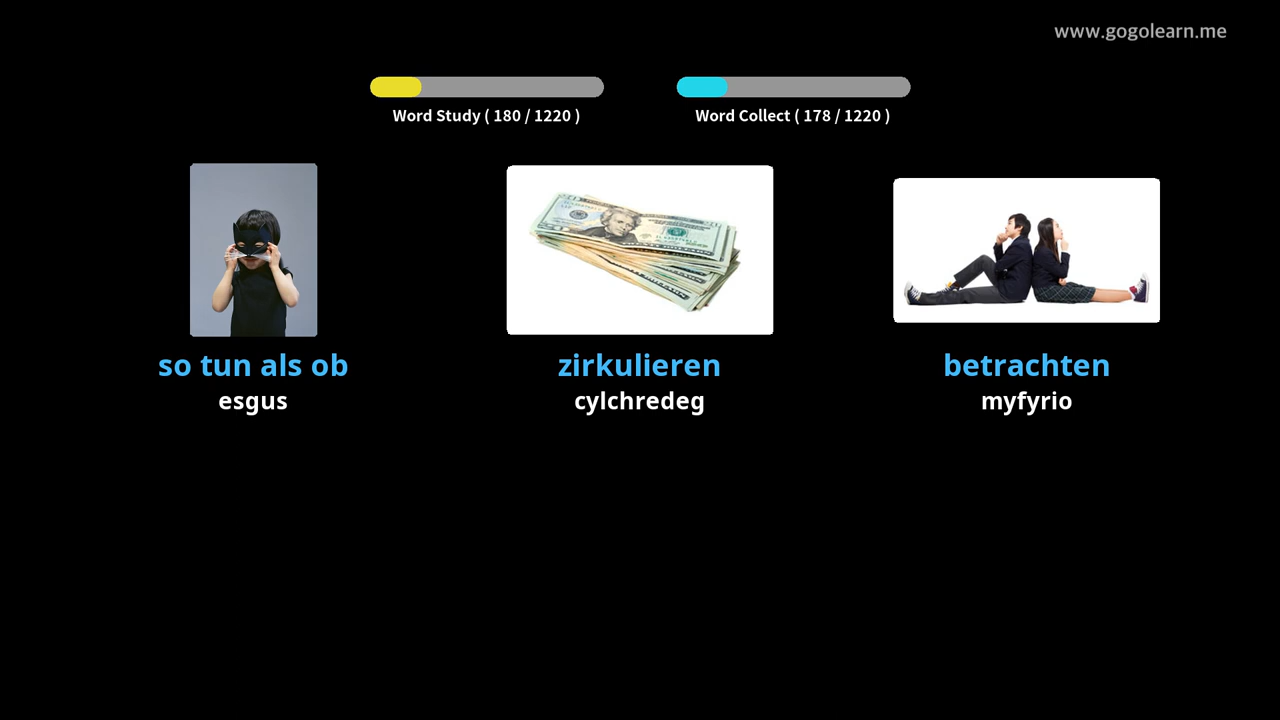 www.gogolearn.me
Word Study ( 180 / 1220 )
Word Collect ( 178 / 1220 )
so tun als ob
esgus
zirkulieren
cylchredeg
betrachten
myfyrio